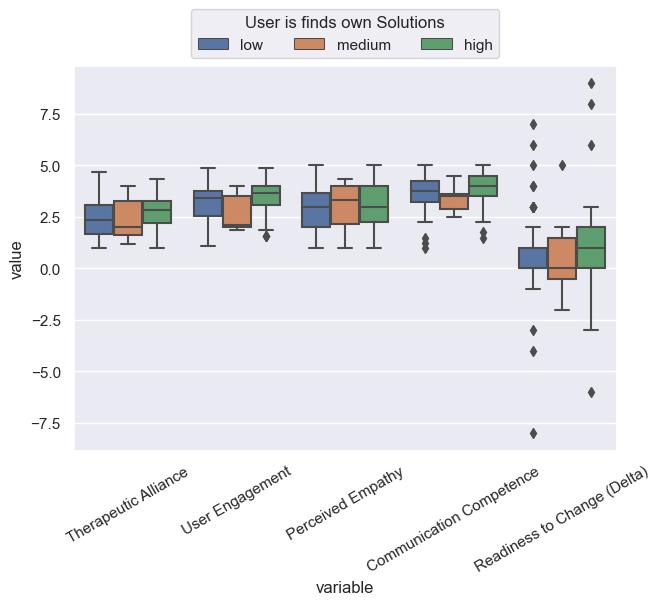 User is finds own Solutions
low medium high
7.5
5.0
2.5
0.0
−2.5
−5.0
−7.5
value
Therapeutic Alliance
User Engagement
Perceived Empathy
Communication Competence
Readiness to Change (Delta)
variable